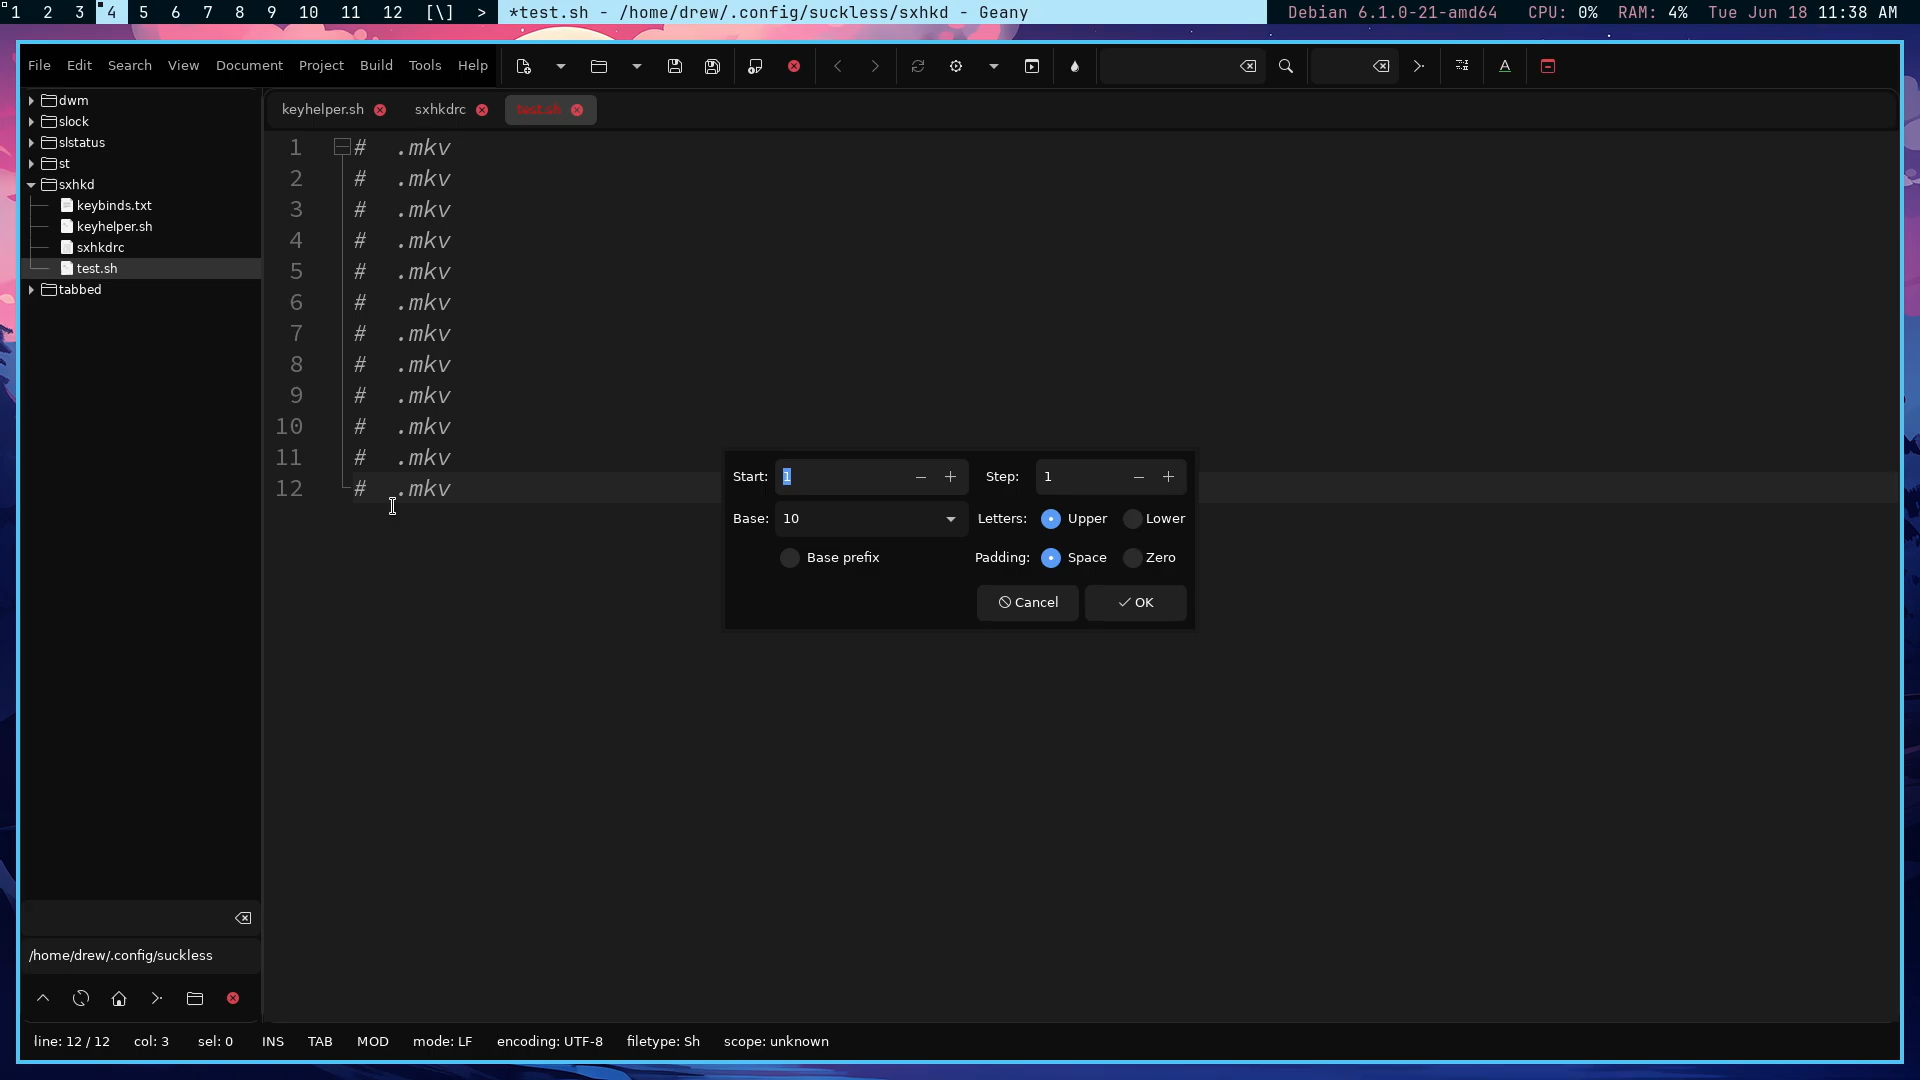 1 2 3 4 5 6 7 8 9 10 11 12 [\] > *test.sh - /home/drew/.config/suckless/sxhkd - Geany Debian 6.1.0-21-amd64 CPU: 0% RAM: 4% Tue Jun 18 11:38 AM
File Edit Search View Document Project Build Tools Help
dwm
slock
slstatus
st
sxhkd
keybinds.txt
keyhelper.sh
sxhkdrc
test.sh
tabbed
keyhelper.sh sxhkdrc test.sh
1 # .mkv
2 # .mkv
3 # .mkv
4 # .mkv
5 # .mkv
6 # .mkv
7 # .mkv
8 # .mkv
9 # .mkv
10 # .mkv
11 # .mkv
12 # .mkv
Start: 1 Step: 1
Base: 10 Letters: Upper Lower
Base prefix Padding: Space Zero
Cancel OK
/home/drew/.config/suckless
line: 12 / 12 col: 3 sel: 0 INS TAB MOD mode: LF encoding: UTF-8 filetype: Sh scope: unknown